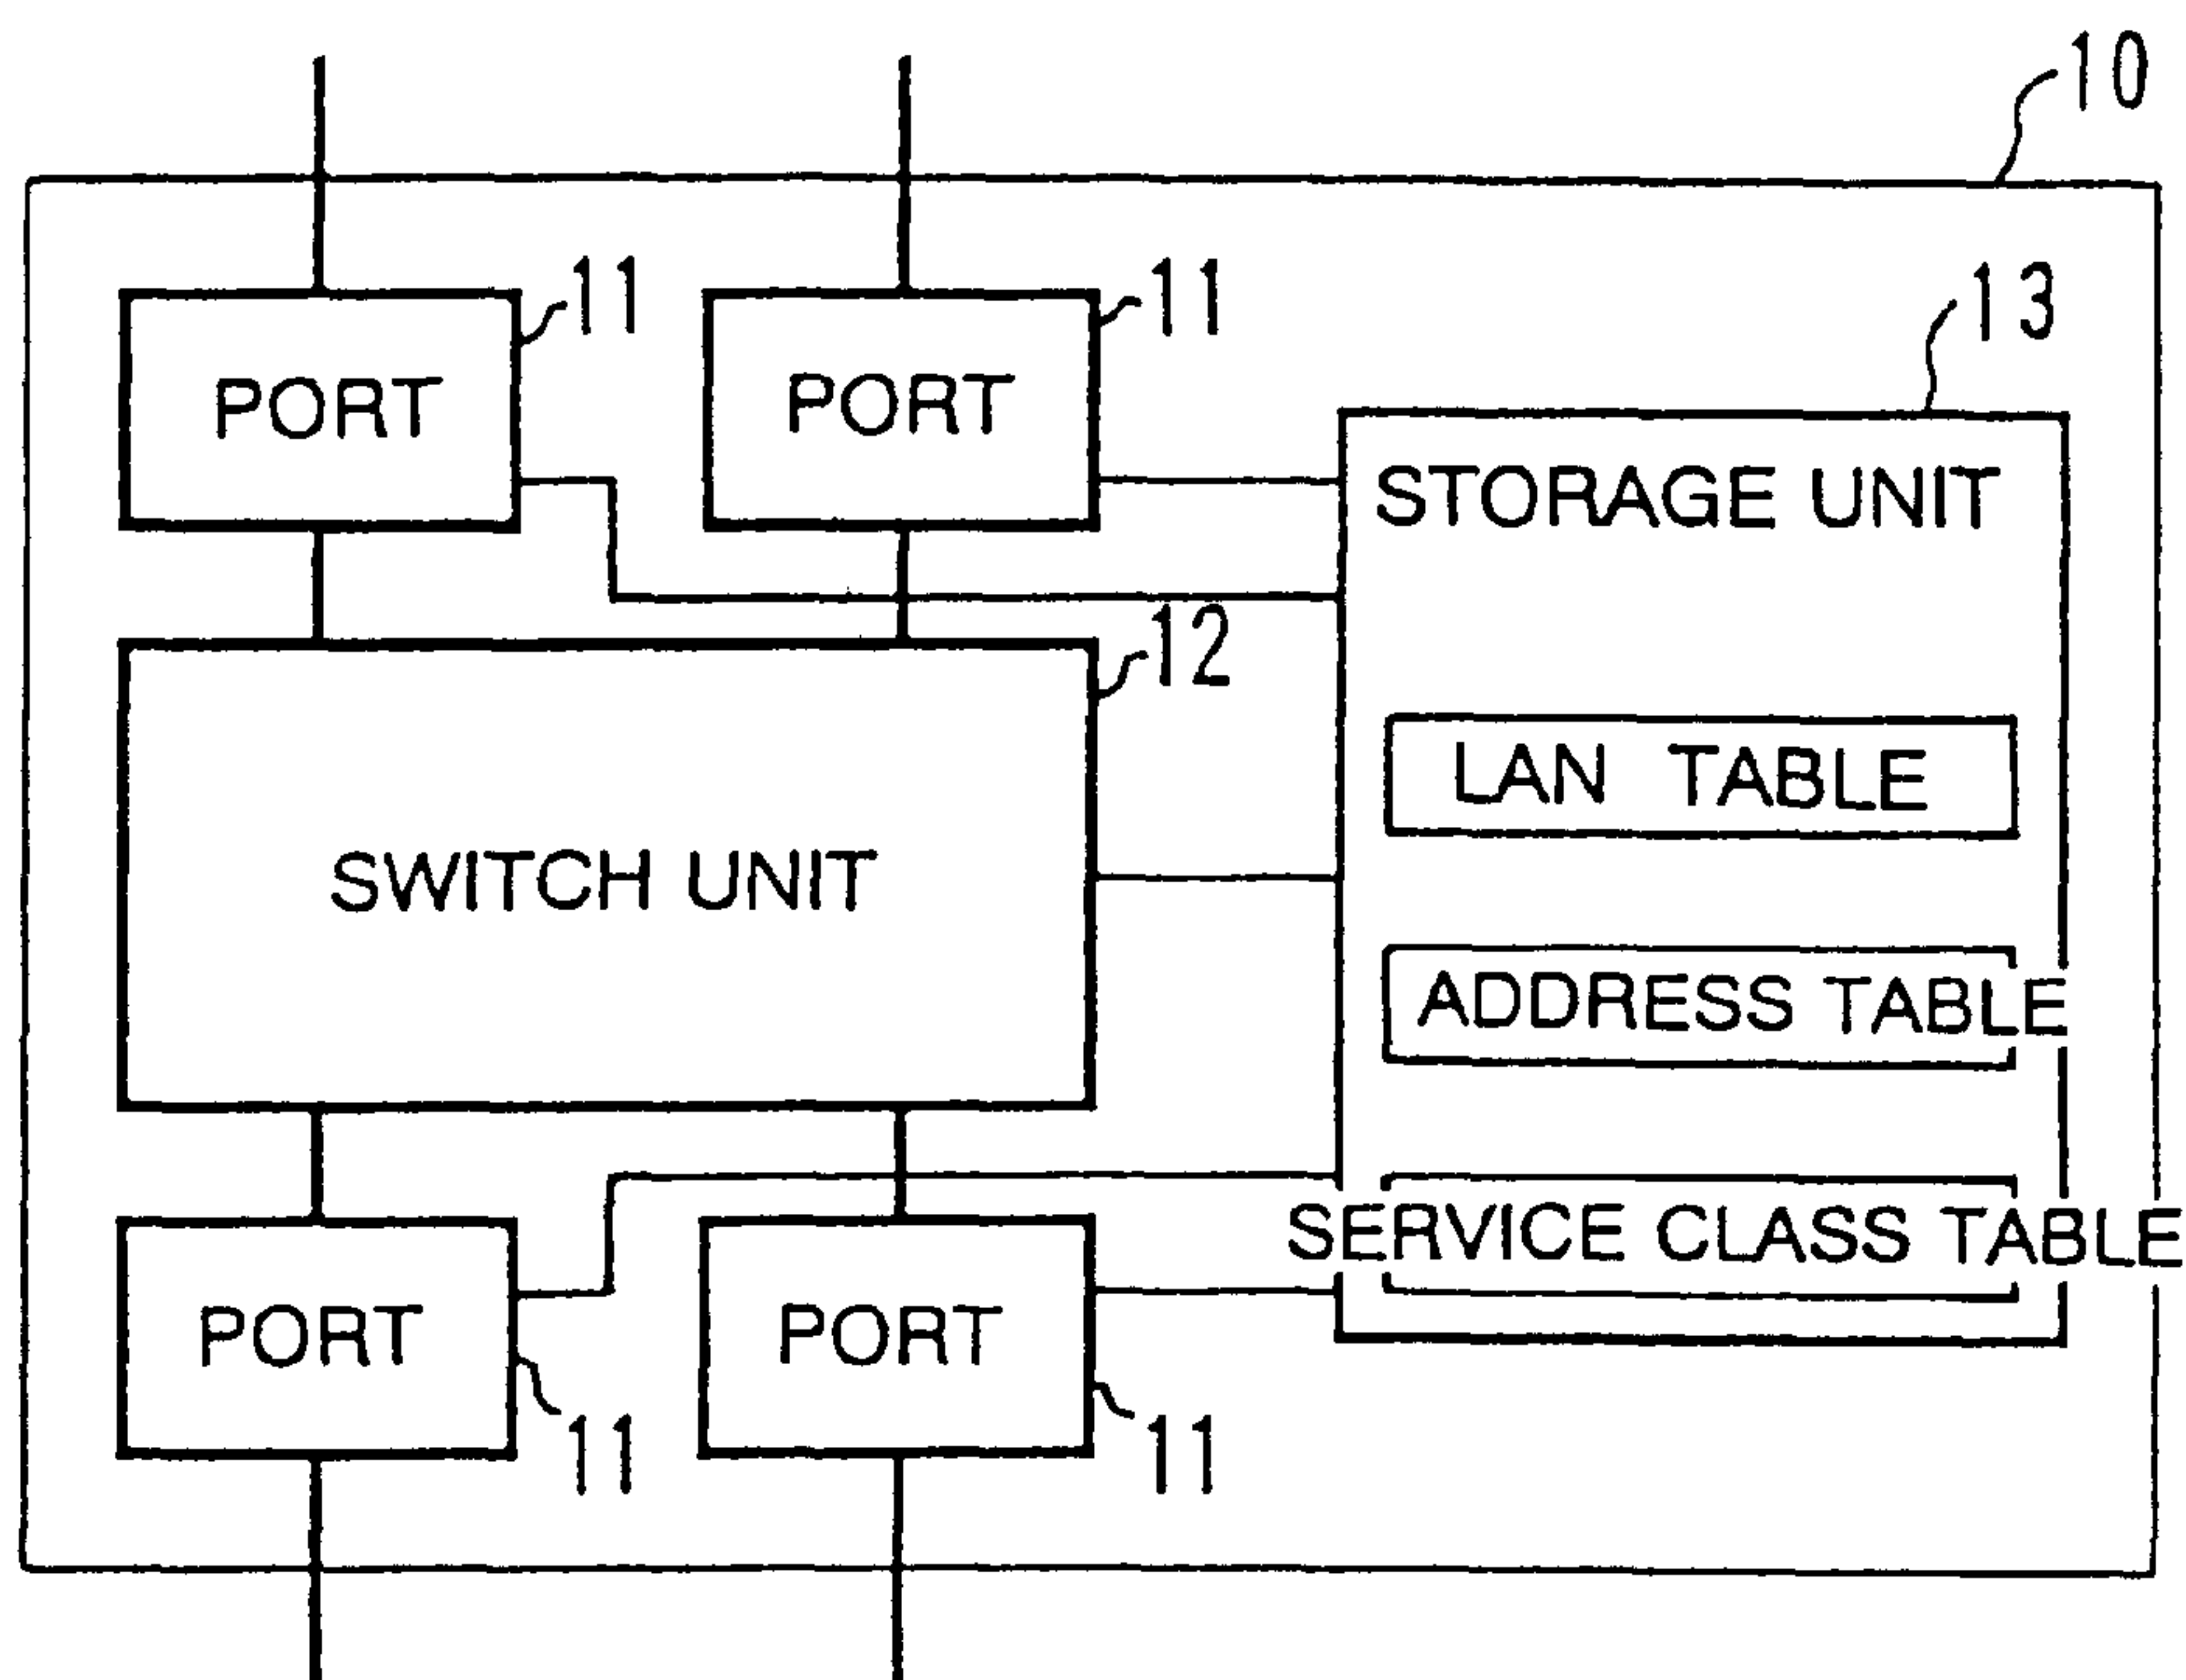 10
11
11
13
PORT
PORT
STORAGE UNIT
12
LAN TABLE
SWITCH UNIT
ADDRESS TABLE
SERVICE CLASS TABLE
PORT
PORT
11
11